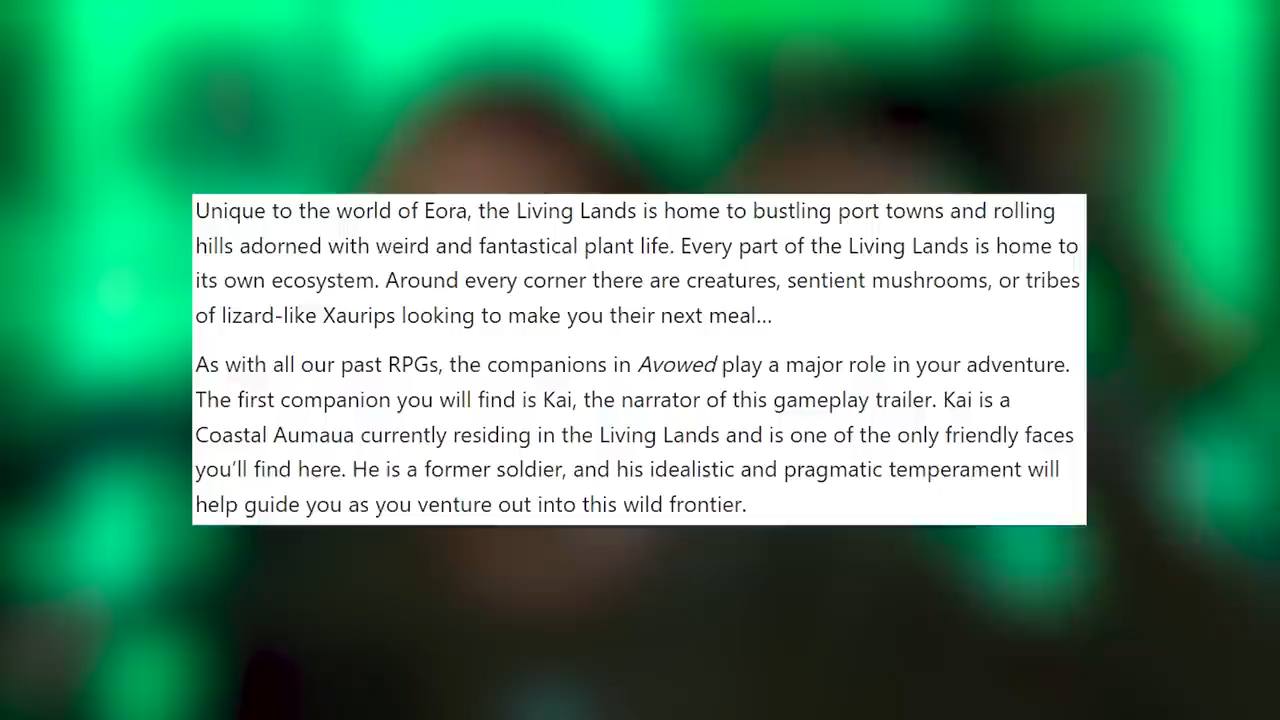 Unique to the world of Eora, the Living Lands is home to bustling port towns and rolling
hills adorned with weird and fantastical plant life. Every part of the Living Lands is home to
its own ecosystem. Around every corner there are creatures, sentient mushrooms, or tribes
of lizard-like Xaurips looking to make you their next meal…
As with all our past RPGs, the companions in Avowed play a major role in your adventure.
The first companion you will find is Kai, the narrator of this gameplay trailer. Kai is a
Coastal Aumaua currently residing in the Living Lands and is one of the only friendly faces
you’ll find here. He is a former soldier, and his idealistic and pragmatic temperament will
help guide you as you venture out into this wild frontier.